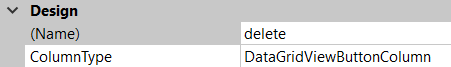 Design
(Name) delete
ColumnType DataGridViewButtonColumn